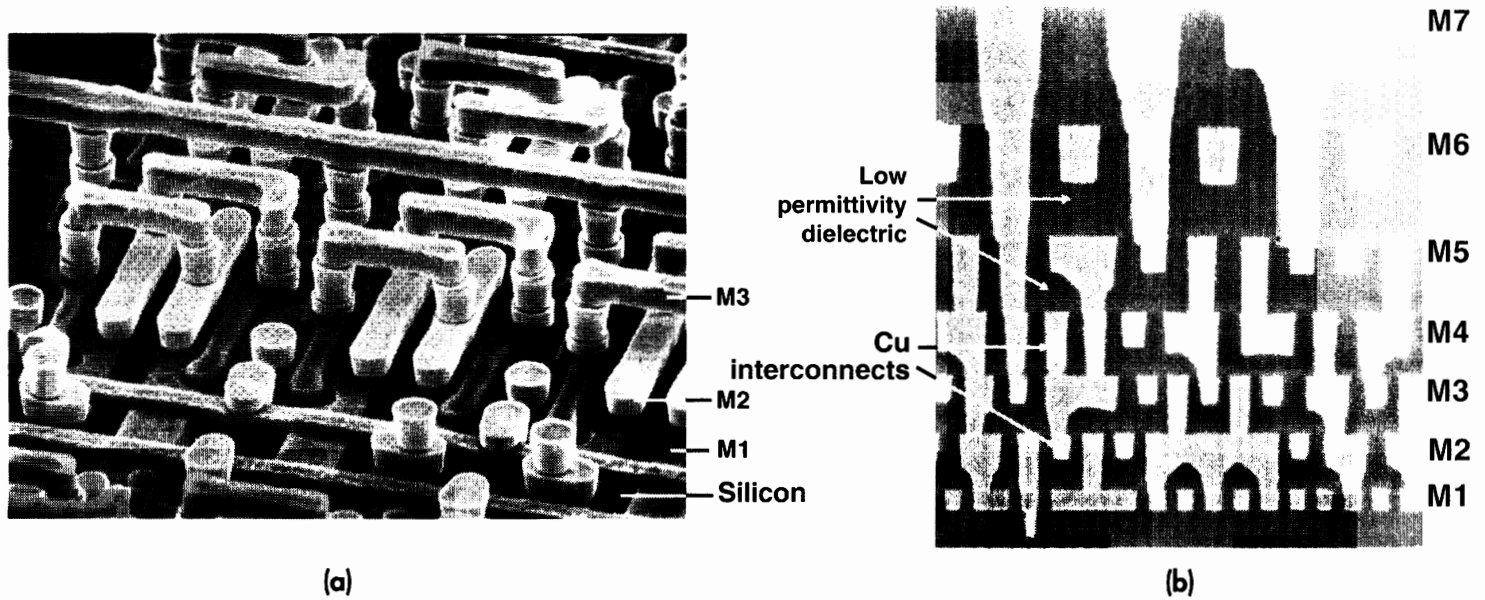 M3
M2
M1
Silicon
(a)
Low
permittivity
dielectric
Cu
interconnects
M7
M6
M5
M4
M3
M2
M1
(b)